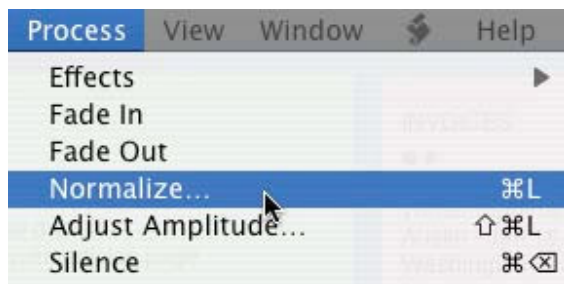 Process View Window Help
Effects
Fade In
Fade Out
Normalize... ⌘L
Adjust Amplitude... ⇧⌘L
Silence ⌘⌫